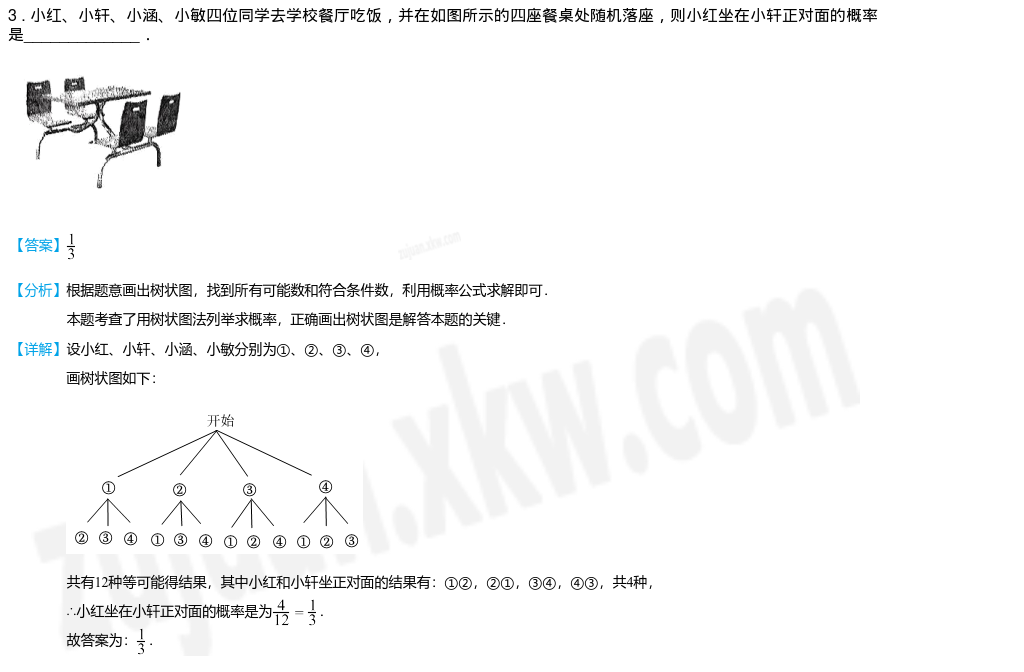 3．小红、小轩、小涵、小敏四位同学去学校餐厅吃饭，并在如图所示的四座餐桌处随机落座，则小红坐在小轩正对面的概率
是______________．
zujuan.xkw.com
【答案】1/3
【分析】根据题意画出树状图，找到所有可能数和符合条件数，利用概率公式求解即可．
本题考查了用树状图法列举求概率，正确画出树状图是解答本题的关键．
【详解】设小红、小轩、小涵、小敏分别为①、②、③、④，
画树状图如下：
开始
① ② ③ ④
② ③ ④ ① ③ ④ ① ② ④ ① ② ③
共有12种等可能得结果，其中小红和小轩坐正对面的结果有：①②，②①，③④，④③，共4种，
∴小红坐在小轩正对面的概率是为4/12 = 1/3．
故答案为：1/3．
zujuan.xkw.com